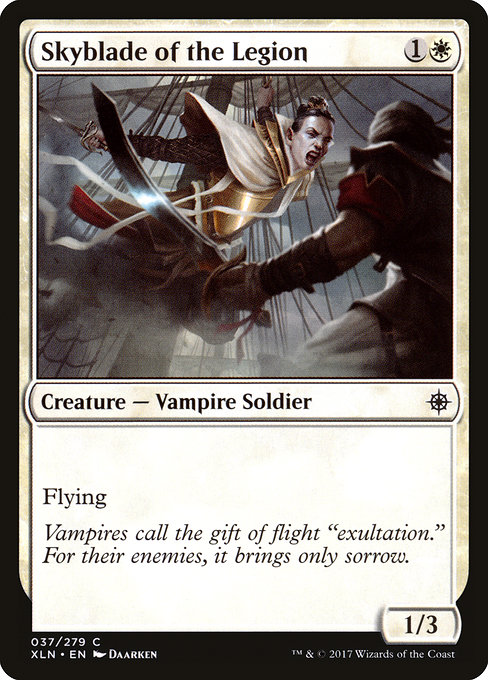 Skyblade of the Legion 1
Creature — Vampire Soldier
Flying
Vampires call the gift of flight “exultation.”
For their enemies, it brings only sorrow.
1/3
037/279 C
XLN • EN DAARKEN
™ & © 2017 Wizards of the Coast